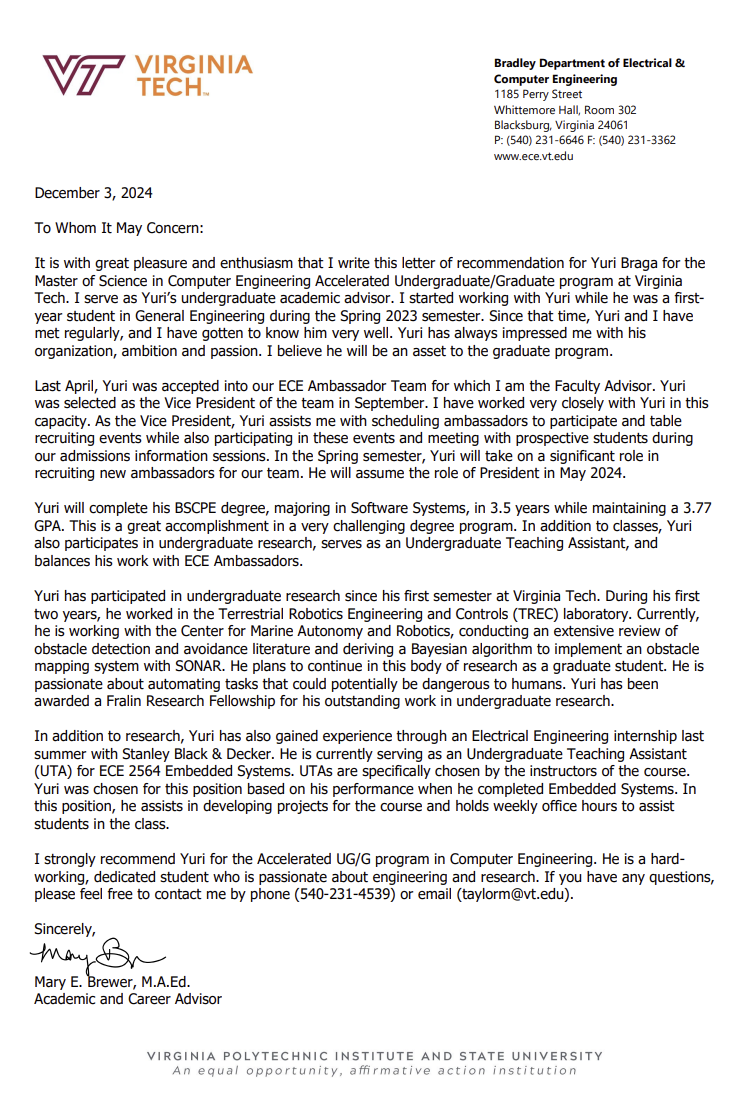 VT VIRGINIA
TECH™
Bradley Department of Electrical &
Computer Engineering
1185 Perry Street
Whittemore Hall, Room 302
Blacksburg, Virginia 24061
P: (540) 231-6646 F: (540) 231-3362
www.ece.vt.edu
December 3, 2024
To Whom It May Concern:
It is with great pleasure and enthusiasm that I write this letter of recommendation for Yuri Braga for the
Master of Science in Computer Engineering Accelerated Undergraduate/Graduate program at Virginia
Tech. I serve as Yuri's undergraduate academic advisor. I started working with Yuri while he was a first-
year student in General Engineering during the Spring 2023 semester. Since that time, Yuri and I have
met regularly, and I have gotten to know him very well. Yuri has always impressed me with his
organization, ambition and passion. I believe he will be an asset to the graduate program.
Last April, Yuri was accepted into our ECE Ambassador Team for which I am the Faculty Advisor. Yuri
was selected as the Vice President of the team in September. I have worked very closely with Yuri in this
capacity. As the Vice President, Yuri assists me with scheduling ambassadors to participate and table
recruiting events while also participating in these events and meeting with prospective students during
our admissions information sessions. In the Spring semester, Yuri will take on a significant role in
recruiting new ambassadors for our team. He will assume the role of President in May 2024.
Yuri will complete his BSCPE degree, majoring in Software Systems, in 3.5 years while maintaining a 3.77
GPA. This is a great accomplishment in a very challenging degree program. In addition to classes, Yuri
also participates in undergraduate research, serves as an Undergraduate Teaching Assistant, and
balances his work with ECE Ambassadors.
Yuri has participated in undergraduate research since his first semester at Virginia Tech. During his first
two years, he worked in the Terrestrial Robotics Engineering and Controls (TREC) laboratory. Currently,
he is working with the Center for Marine Autonomy and Robotics, conducting an extensive review of
obstacle detection and avoidance literature and deriving a Bayesian algorithm to implement an obstacle
mapping system with SONAR. He plans to continue in this body of research as a graduate student. He is
passionate about automating tasks that could potentially be dangerous to humans. Yuri has been
awarded a Fralin Research Fellowship for his outstanding work in undergraduate research.
In addition to research, Yuri has also gained experience through an Electrical Engineering internship last
summer with Stanley Black & Decker. He is currently serving as an Undergraduate Teaching Assistant
(UTA) for ECE 2564 Embedded Systems. UTAs are specifically chosen by the instructors of the course.
Yuri was chosen for this position based on his performance when he completed Embedded Systems. In
this position, he assists in developing projects for the course and holds weekly office hours to assist
students in the class.
I strongly recommend Yuri for the Accelerated UG/G program in Computer Engineering. He is a hard-
working, dedicated student who is passionate about engineering and research. If you have any questions,
please feel free to contact me by phone (540-231-4539) or email (taylorm@vt.edu).
Sincerely,
Mary E. Brewer, M.A.Ed.
Academic and Career Advisor
VIRGINIA POLYTECHNIC INSTITUTE AND STATE UNIVERSITY
An equal opportunity, affirmative action institution